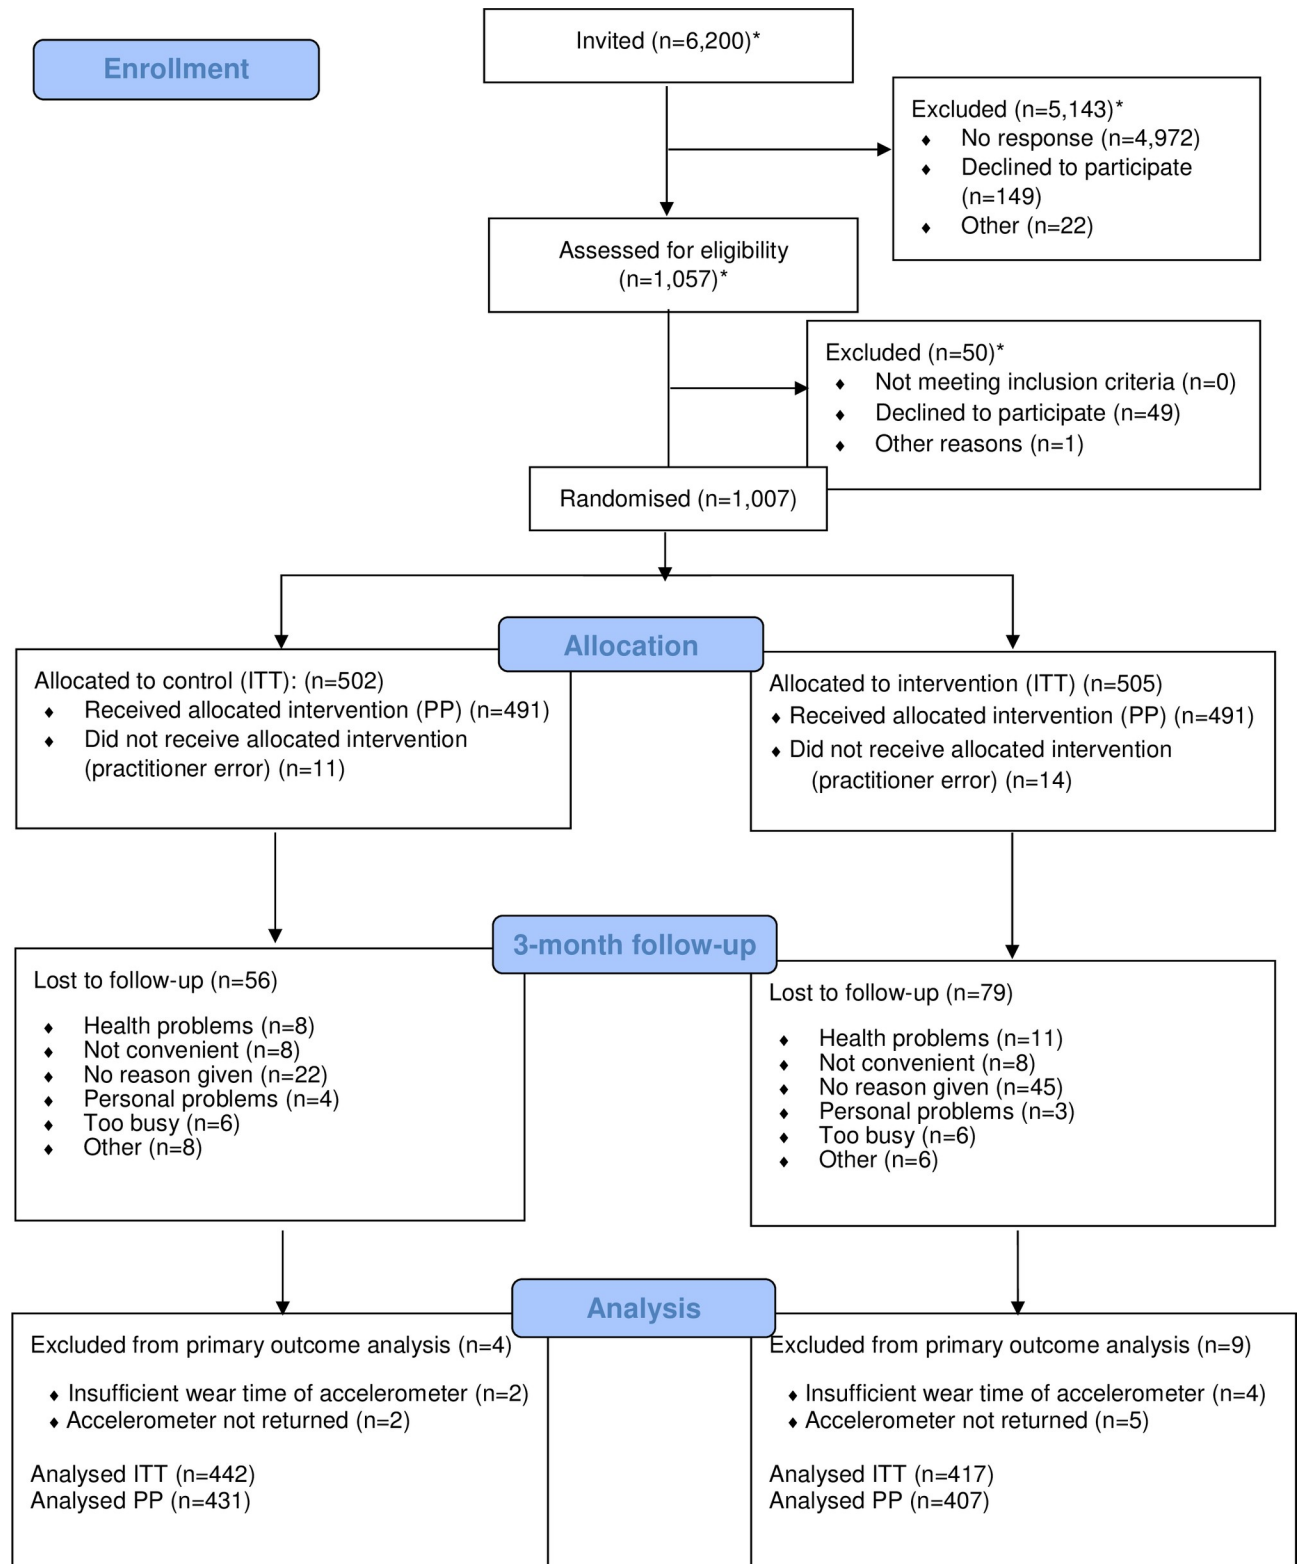 Enrollment
Invited (n=6,200)*
Excluded (n=5,143)*
♦ No response (n=4,972)
♦ Declined to participate
(n=149)
♦ Other (n=22)
Assessed for eligibility
(n=1,057)*
Excluded (n=50)*
♦ Not meeting inclusion criteria (n=0)
♦ Declined to participate (n=49)
♦ Other reasons (n=1)
Randomised (n=1,007)
Allocation
Allocated to control (ITT): (n=502)
♦ Received allocated intervention (PP) (n=491)
♦ Did not receive allocated intervention
(practitioner error) (n=11)
Allocated to intervention (ITT) (n=505)
♦ Received allocated intervention (PP) (n=491)
♦ Did not receive allocated intervention
(practitioner error) (n=14)
3-month follow-up
Lost to follow-up (n=56)
♦ Health problems (n=8)
♦ Not convenient (n=8)
♦ No reason given (n=22)
♦ Personal problems (n=4)
♦ Too busy (n=6)
♦ Other (n=8)
Lost to follow-up (n=79)
♦ Health problems (n=11)
♦ Not convenient (n=8)
♦ No reason given (n=45)
♦ Personal problems (n=3)
♦ Too busy (n=6)
♦ Other (n=6)
Analysis
Excluded from primary outcome analysis (n=4)
♦ Insufficient wear time of accelerometer (n=2)
♦ Accelerometer not returned (n=2)
Analysed ITT (n=442)
Analysed PP (n=431)
Excluded from primary outcome analysis (n=9)
♦ Insufficient wear time of accelerometer (n=4)
♦ Accelerometer not returned (n=5)
Analysed ITT (n=417)
Analysed PP (n=407)